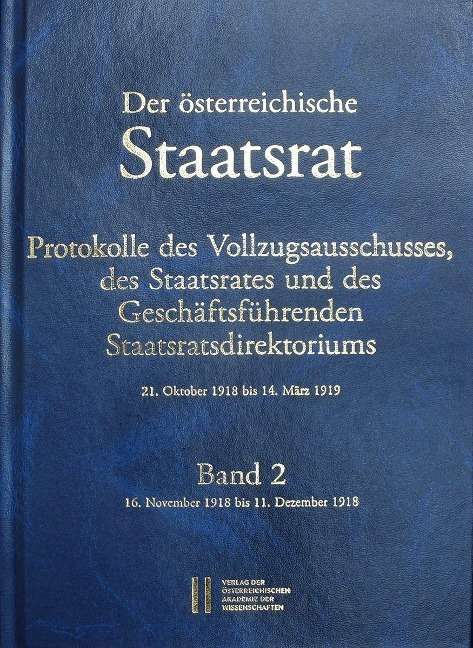 Der österreichische
Staatsrat
Protokolle des Vollzugsausschusses,
des Staatsrates und des
Geschäftsführenden
Staatsratsdirektoriums
21. Oktober 1918 bis 14. März 1919
Band 2
16. November 1918 bis 11. Dezember 1918
VERLAG DER
ÖSTERREICHISCHEN
AKADEMIE DER
WISSENSCHAFTEN